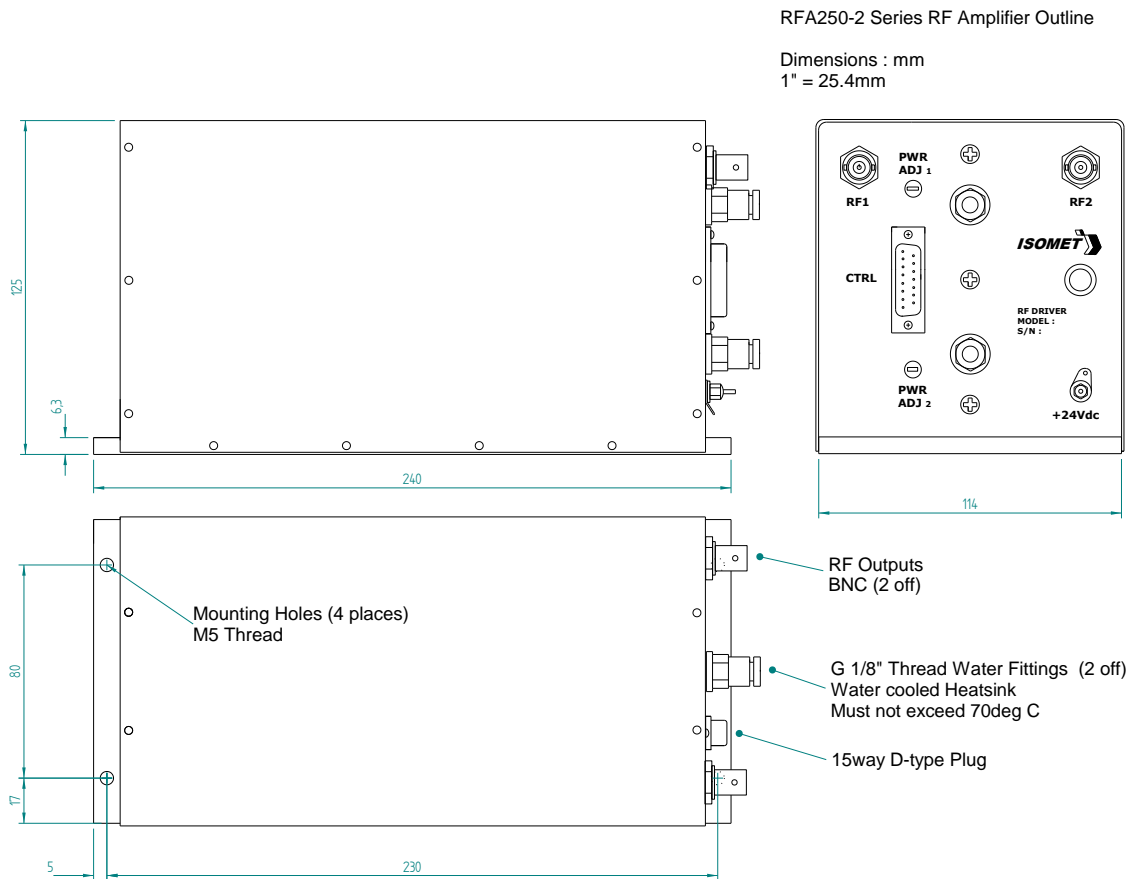 RFA250-2 Series RF Amplifier Outline
Dimensions : mm
1" = 25.4mm
125
6,3
240
PWR
ADJ 1
RF1
RF2
ISOMET
CTRL
RF DRIVER
MODEL :
S/N :
PWR
ADJ 2
+24Vdc
114
Mounting Holes (4 places)
M5 Thread
80
17
5
230
RF Outputs
BNC (2 off)
G 1/8" Thread Water Fittings (2 off)
Water cooled Heatsink
Must not exceed 70deg C
15way D-type Plug